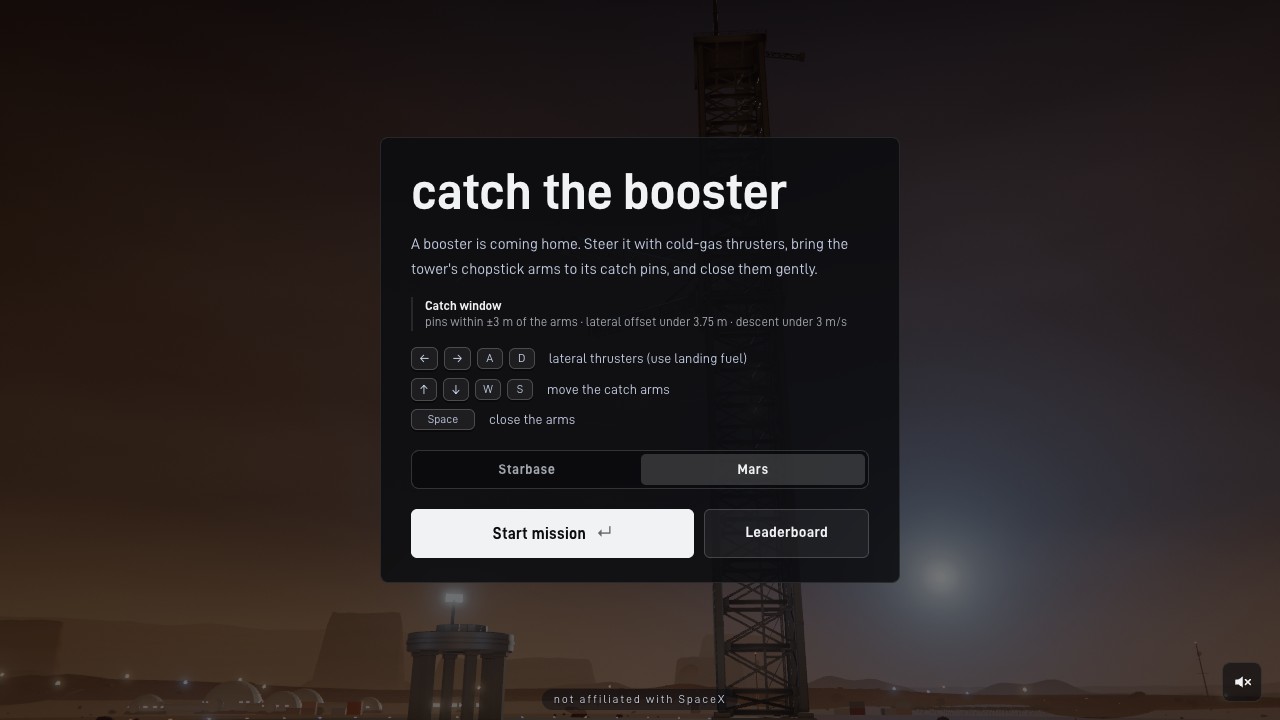 catch the booster
A booster is coming home. Steer it with cold-gas thrusters, bring the
tower's chopstick arms to its catch pins, and close them gently.
Catch window
pins within ±3 m of the arms · lateral offset under 3.75 m · descent under 3 m/s
← → A D lateral thrusters (use landing fuel)
↑ ↓ W S move the catch arms
Space close the arms
Starbase Mars
Start mission ↵ Leaderboard
not affiliated with SpaceX